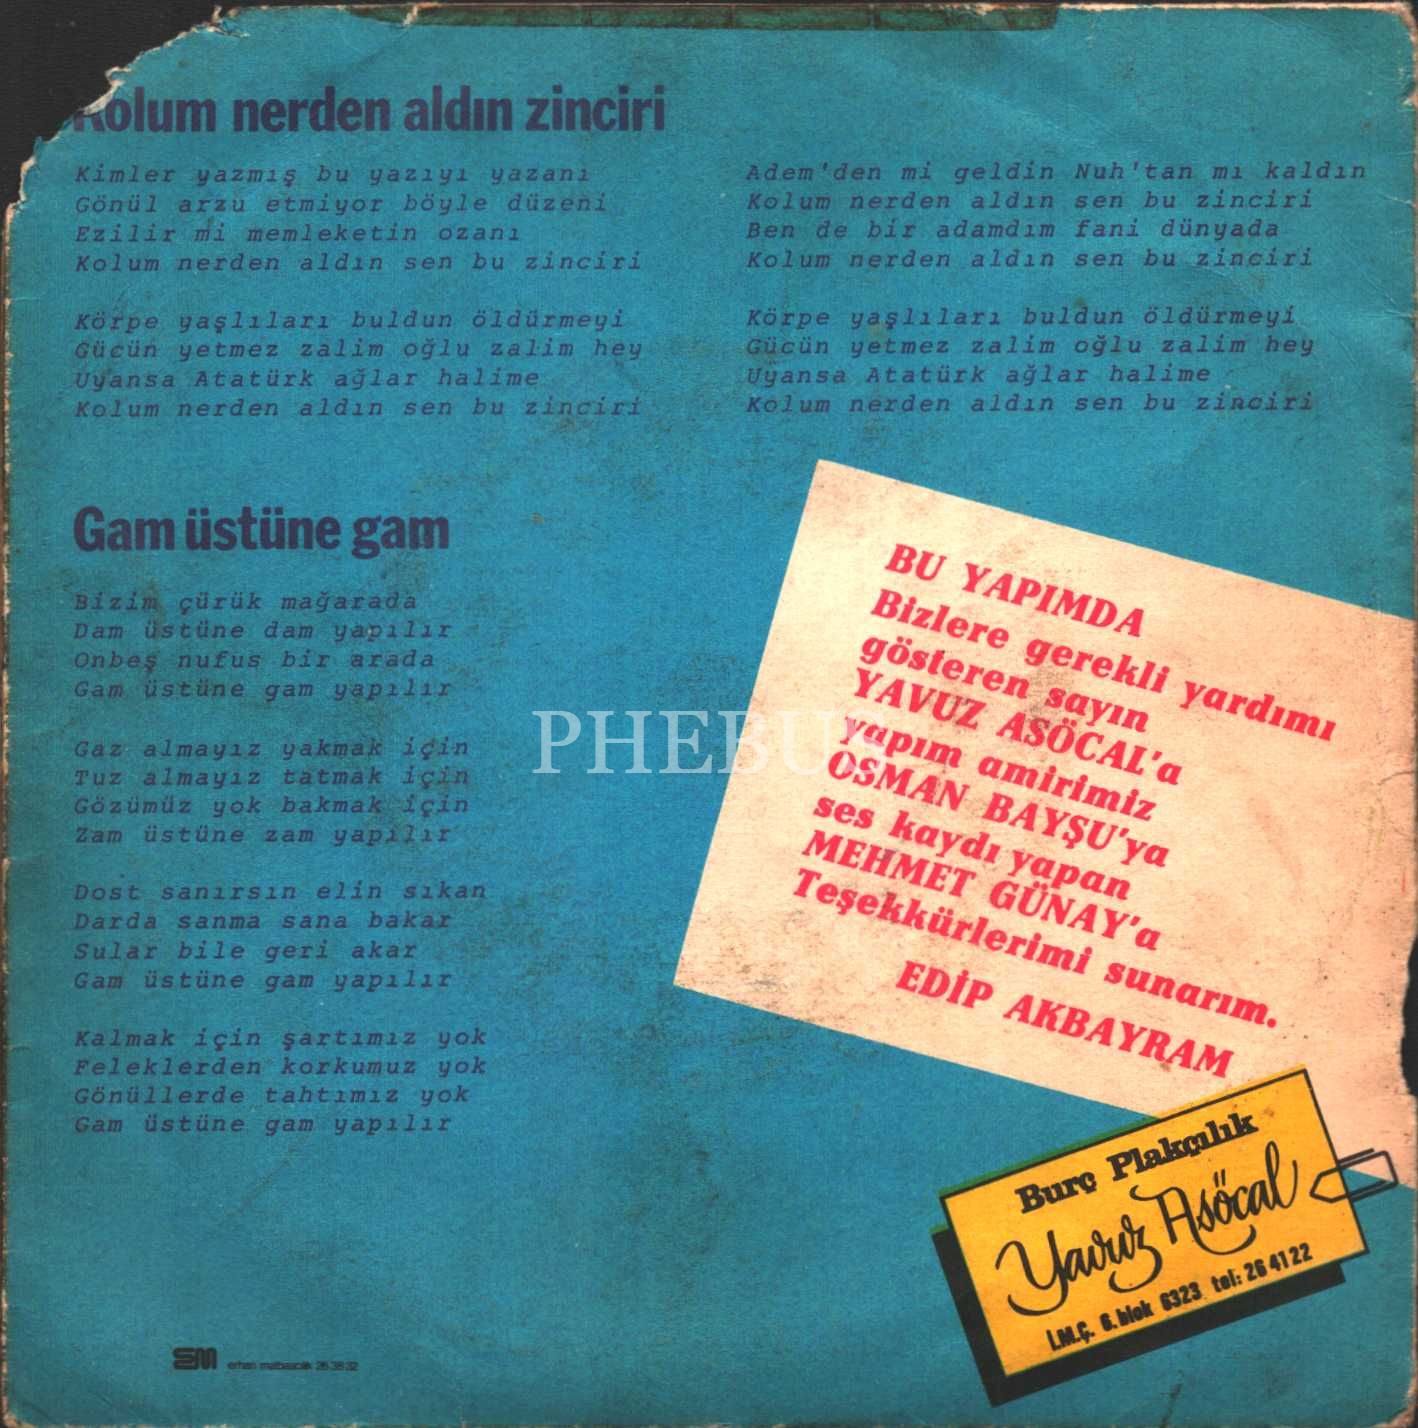 Kolum nerden aldın zinciri
Kimler yazmış bu yazıyı yazanı
Gönül arzu etmiyor böyle düzeni
Ezilir mi memleketin ozanı
Kolum nerden aldın sen bu zinciri
Körpe yaşlıları buldun öldürmeyi
Gücün yetmez zalim oğlu zalim hey
Uyansa Atatürk ağlar halime
Kolum nerden aldın sen bu zinciri
Adem'den mi geldin Nuh'tan mı kaldın
Kolum nerden aldın sen bu zinciri
Ben de bir adamdım fani dünyada
Kolum nerden aldın sen bu zinciri
Körpe yaşlıları buldun öldürmeyi
Gücün yetmez zalim oğlu zalim hey
Uyansa Atatürk ağlar halime
Kolum nerden aldın sen bu zinciri
Gam üstüne gam
Bizim çürük mağarada
Dam üstüne dam yapılır
Onbeş nufus bir arada
Gam üstüne gam yapılır
Gaz almayız yakmak için
Tuz almayız tatmak için
Gözümüz yok bakmak için
Zam üstüne zam yapılır
Dost sanırsın elin sıkan
Darda sanma sana bakar
Sular bile geri akar
Gam üstüne gam yapılır
Kalmak için şartımız yok
Feleklerden korkumuz yok
Gönüllerde tahtımız yok
Gam üstüne gam yapılır
BU YAPIMDA
Bizlere gerekli yardımı
gösteren sayın
YAVUZ ASÖCAL'a
yapım amirimiz
OSMAN BAYŞU'ya
ses kaydı yapan
MEHMET GÜNAY'a
Teşekkürlerimi sunarım.
EDİP AKBAYRAM
PHEBUS
Burç Plakçılık
Yavuz Asöcal
İ.M.Ç. 6. blok 6323 tel: 26 41 22
erhan matbaacılık 26 38 32